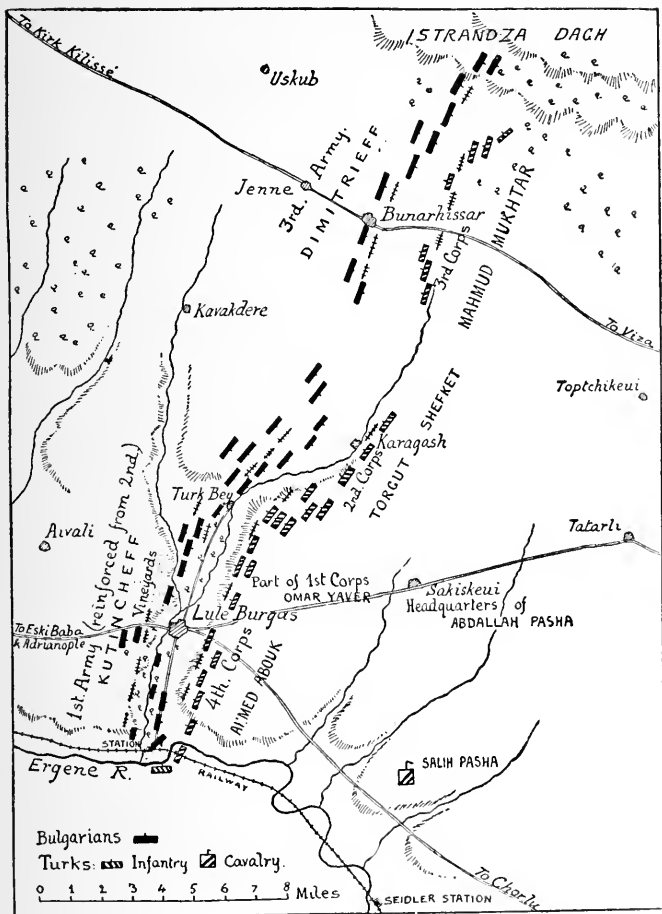 ISTRANDZA DAGH
To Kirk Kilissé
Uskub
3rd. Army.
DIMITRIEFF
Jenne
Bunarhissar
3rd Corps
MAHMUD MUKHTAR
To Viza
Kavakdere
Toptchikeui
Karagash
2nd. Corps
TORGUT SHEFKET
Turk Bey
Aivali
1st. Army (reinforced from 2nd.)
KUTINCHEFF
Vineyards
Tatarli
Part of 1st Corps
OMAR YAVER
Sakiskeui
Headquarters of
ABDALLAH PASHA
Lule Burgas
To Eski Baba
& Adrianople
4th. Corps
AHMED ABOUK
STATION
Ergene R.
RAILWAY
SALIH PASHA
Bulgarians
Turks: Infantry Cavalry.
0 1 2 3 4 5 6 7 8 Miles
To Chorlu
SEIDLER STATION